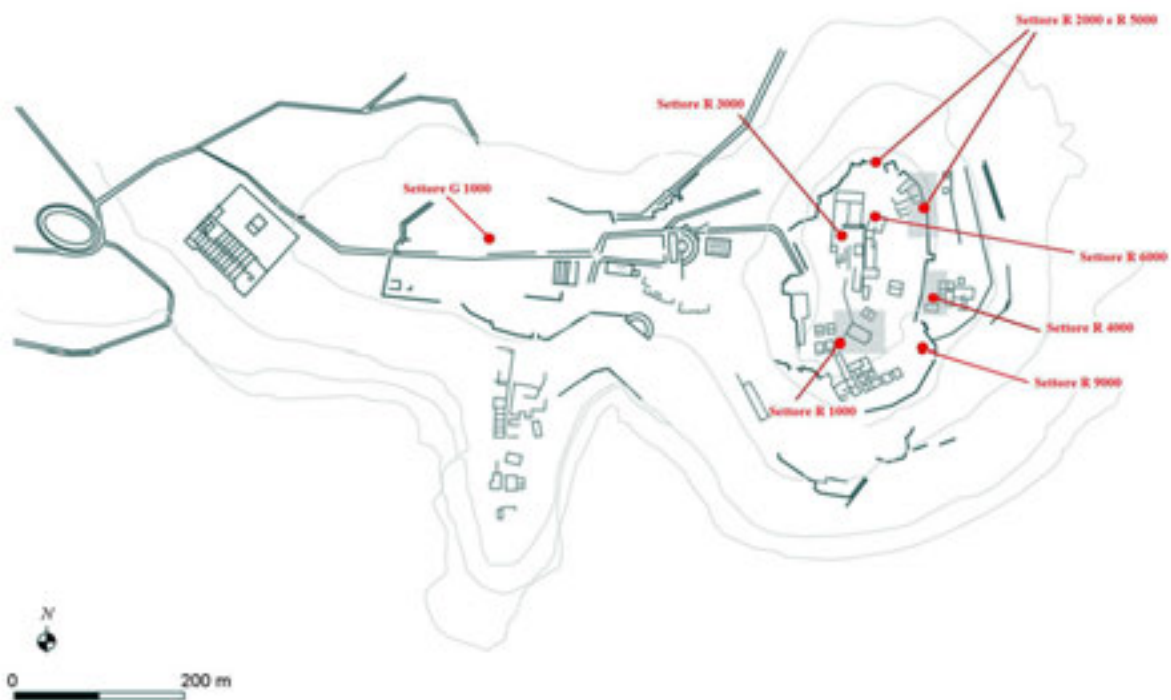 Settore R 2000 e R 5000
Settore R 3000
Settore G 1000
Settore R 6000
Settore R 4000
Settore R 9000
Settore R 1000
N
0 200 m